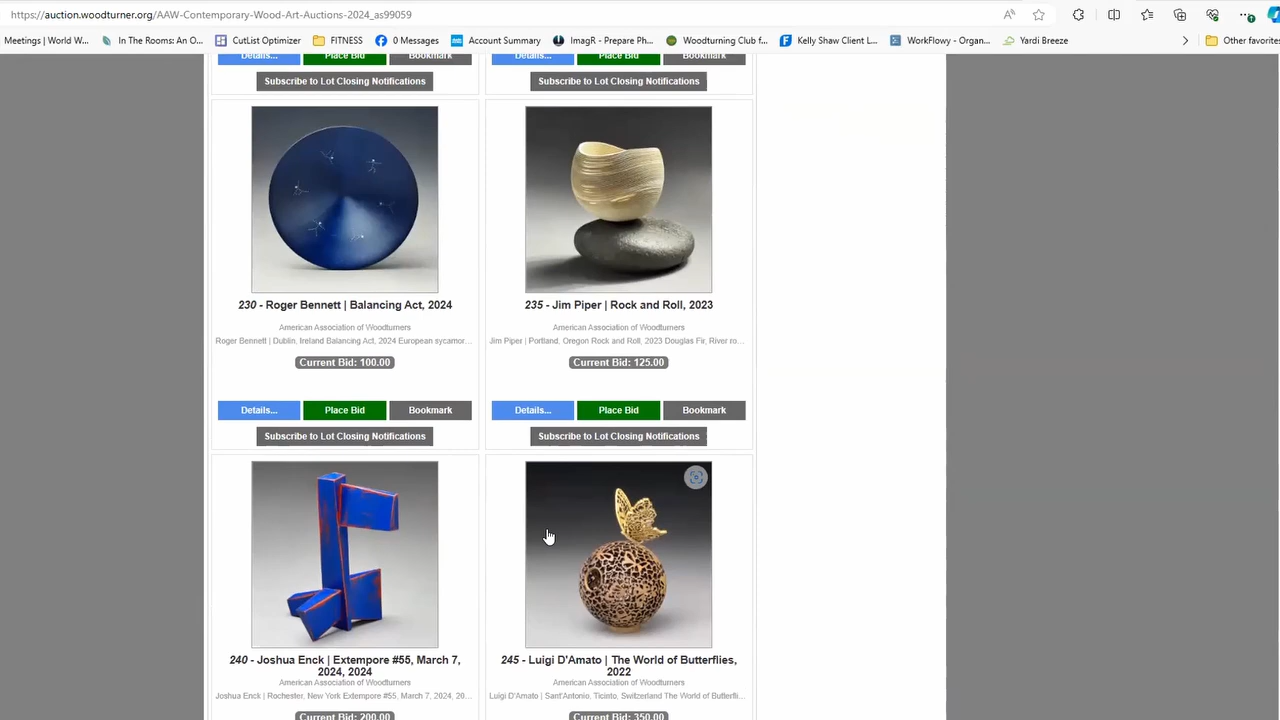 https://auction.woodturner.org/AAW-Contemporary-Wood-Art-Auctions-2024_as99059
Meetings | World W... In The Rooms: An O... CutList Optimizer FITNESS 0 Messages Account Summary ImagR - Prepare Ph... Woodturning Club f... Kelly Shaw Client L... WorkFlowy - Organ... Yardi Breeze Other favorites
Details... Place Bid Bookmark Details... Place Bid Bookmark
Subscribe to Lot Closing Notifications Subscribe to Lot Closing Notifications
230 - Roger Bennett | Balancing Act, 2024
American Association of Woodturners
Roger Bennett | Dublin, Ireland Balancing Act, 2024 European sycamor...
Current Bid: 100.00
Details... Place Bid Bookmark
Subscribe to Lot Closing Notifications
235 - Jim Piper | Rock and Roll, 2023
American Association of Woodturners
Jim Piper | Portland, Oregon Rock and Roll, 2023 Douglas Fir, River ro...
Current Bid: 125.00
Details... Place Bid Bookmark
Subscribe to Lot Closing Notifications
240 - Joshua Enck | Extempore #55, March 7,
2024, 2024
American Association of Woodturners
Joshua Enck | Rochester, New York Extempore #55, March 7, 2024, 20...
Current Bid: 200.00
245 - Luigi D'Amato | The World of Butterflies,
2022
American Association of Woodturners
Luigi D'Amato | Sant'Antonio, Ticinto, Switzerland The World of Butterfli...
Current Bid: 350.00